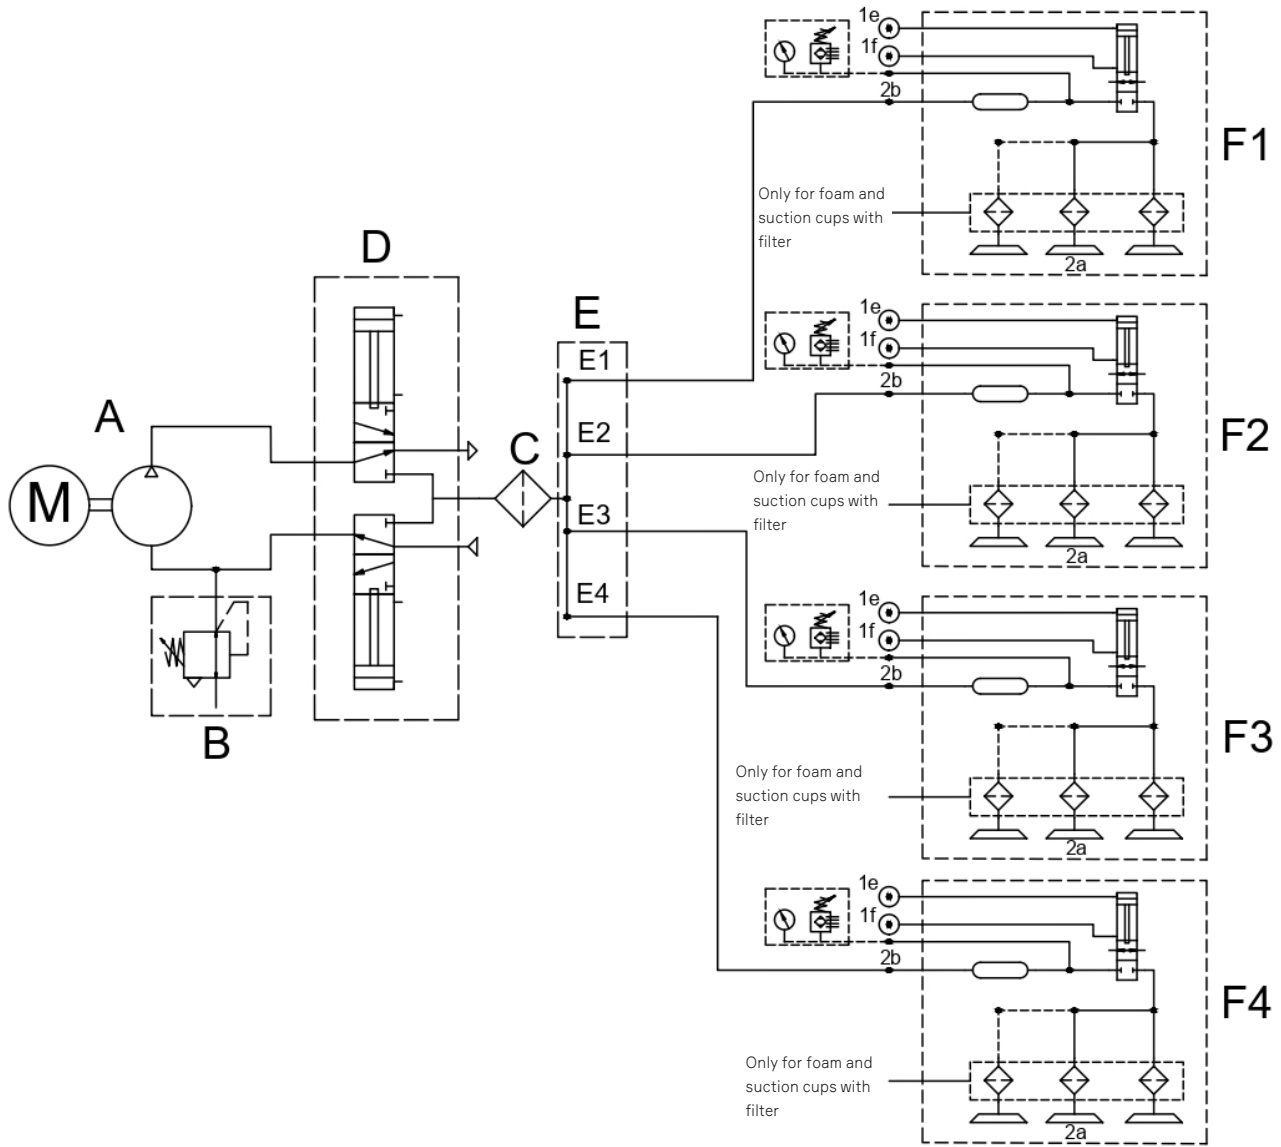 1e
1f
2b
F1
Only for foam and
suction cups with
filter
2a
D
E
E1
E2
E3
E4
A
M
C
B
1e
1f
2b
F2
Only for foam and
suction cups with
filter
2a
1e
1f
2b
F3
Only for foam and
suction cups with
filter
2a
1e
1f
2b
F4
Only for foam and
suction cups with
filter
2a